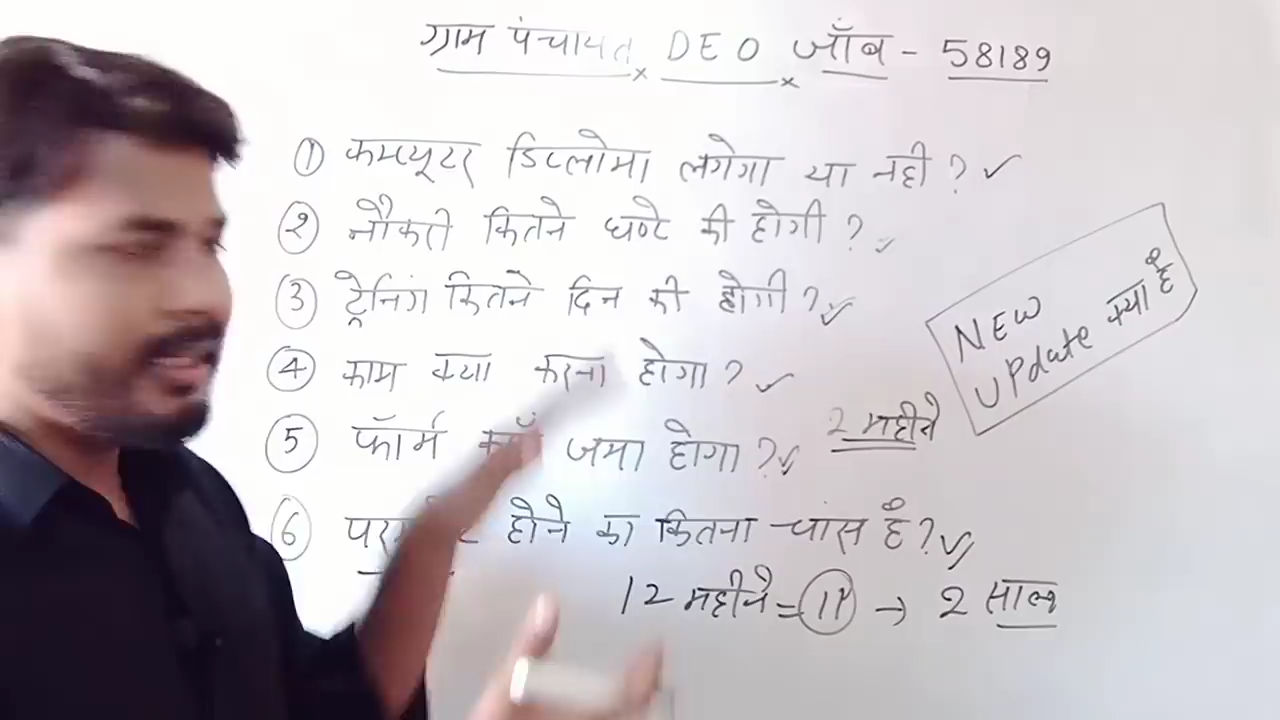 ग्राम पंचायत DEO जॉब - 58189
① कम्प्यूटर डिप्लोमा लगेगा या नही ? ✓
② नौकरी कितने घण्टे की होगी ? ✓
③ ट्रेनिंग कितने दिन की होगी ? ✓
④ काम क्या करना होगा ? ✓
⑤ फॉर्म जमा होगा ? ✓
2 महीने
⑥ होने का कितना चांस है ? ✓
12 महीने = 11 → 2 साल
NEW
UPdate क्या है